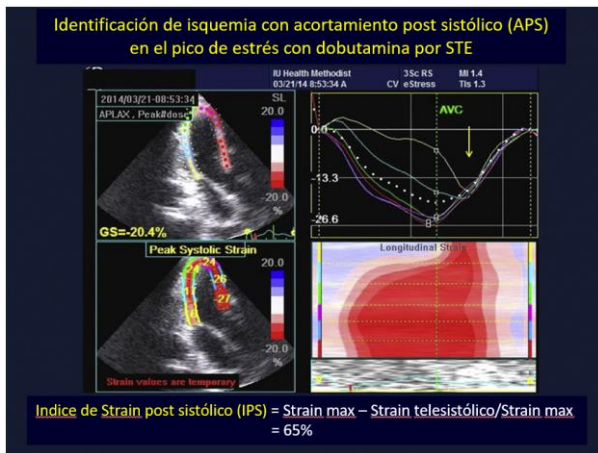 Identificación de isquemia con acortamiento post sistólico (APS)
en el pico de estrés con dobutamina por STE
IU Health Methodist
03/21/14 8:53:34 A
3Sc RS
CV eStress
MI 1.4
TIs 1.3
2014/03/21-08:53:34
APLAX , Peak#dose
SL
20.0
-20.0
%
GS=-20.4%
AVC
0.0
-13.3
-26.6
Peak Systolic Strain
20.0
-20.0
%
-24
-26
-27
Strain values are temporary
Longitudinal Strain
Indice de Strain post sistólico (IPS) = Strain max – Strain telesistólico/Strain max
= 65%